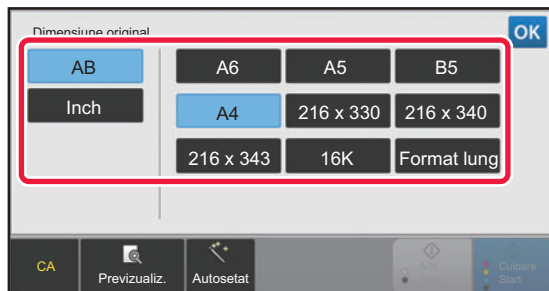 Dimensiune original
OK
AB
A6
A5
B5
Inch
A4
216 x 330
216 x 340
216 x 343
16K
Format lung
CA
Previzualiz.
Autosetat
A/N
Start
Culoare
Start